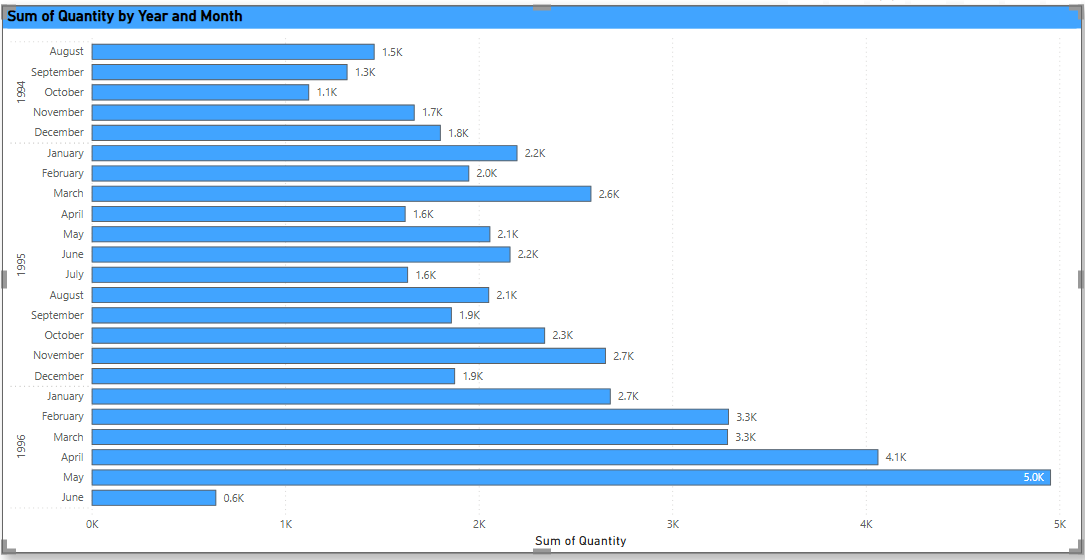 Sum of Quantity by Year and Month
1994
August 1.5K
September 1.3K
October 1.1K
November 1.7K
December 1.8K
1995
January 2.2K
February 2.0K
March 2.6K
April 1.6K
May 2.1K
June 2.2K
July 1.6K
August 2.1K
September 1.9K
October 2.3K
November 2.7K
December 1.9K
1996
January 2.7K
February 3.3K
March 3.3K
April 4.1K
May 5.0K
June 0.6K
0K 1K 2K 3K 4K 5K
Sum of Quantity